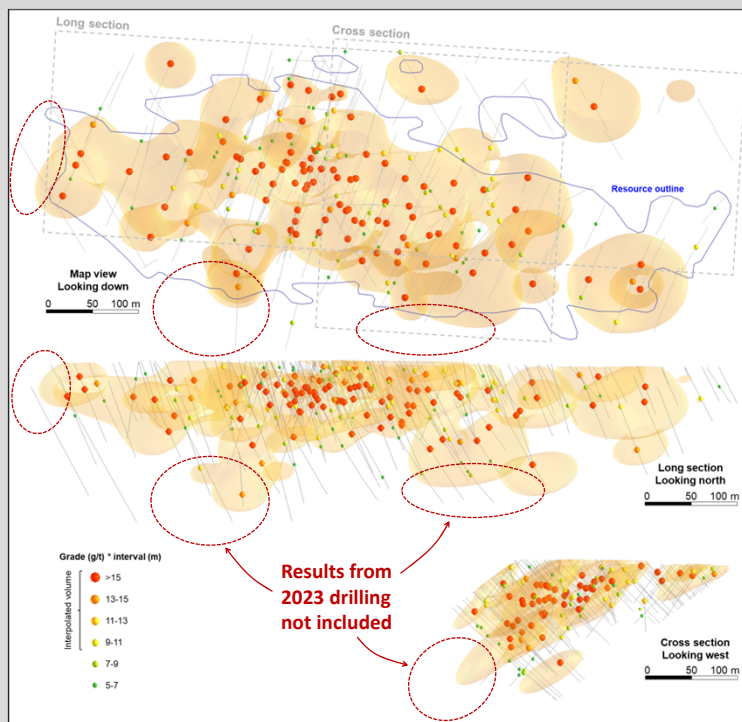 Long section
Cross section
Resource outline
Map view
Looking down
0 50 100 m
Long section
Looking north
0 50 100 m
Grade (g/t) * interval (m)
Interpolated volume
>15
13-15
11-13
9-11
7-9
5-7
Results from
2023 drilling
not included
Cross section
Looking west
0 50 100 m